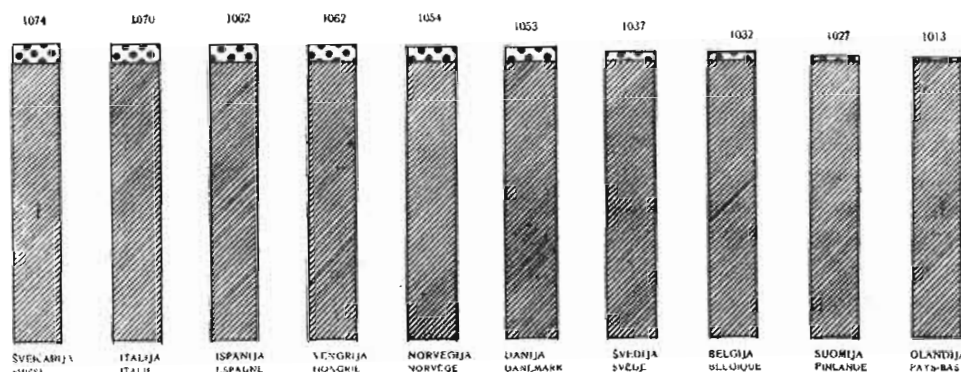 1074 1070 1062 1062 1054 1053 1037 1032 1027 1013
ŠVEICARIJA ITALIJA ISPANIJA VENGRIJA NORVEGIJA DANIJA ŠVEDIJA BELGIJA SUOMIJA OLANDIJA
ITALIE ESPAGNE HONGRIE NORVÈGE DANEMARK SUÈDE BELGIQUE FINLANDE PAYS-BAS